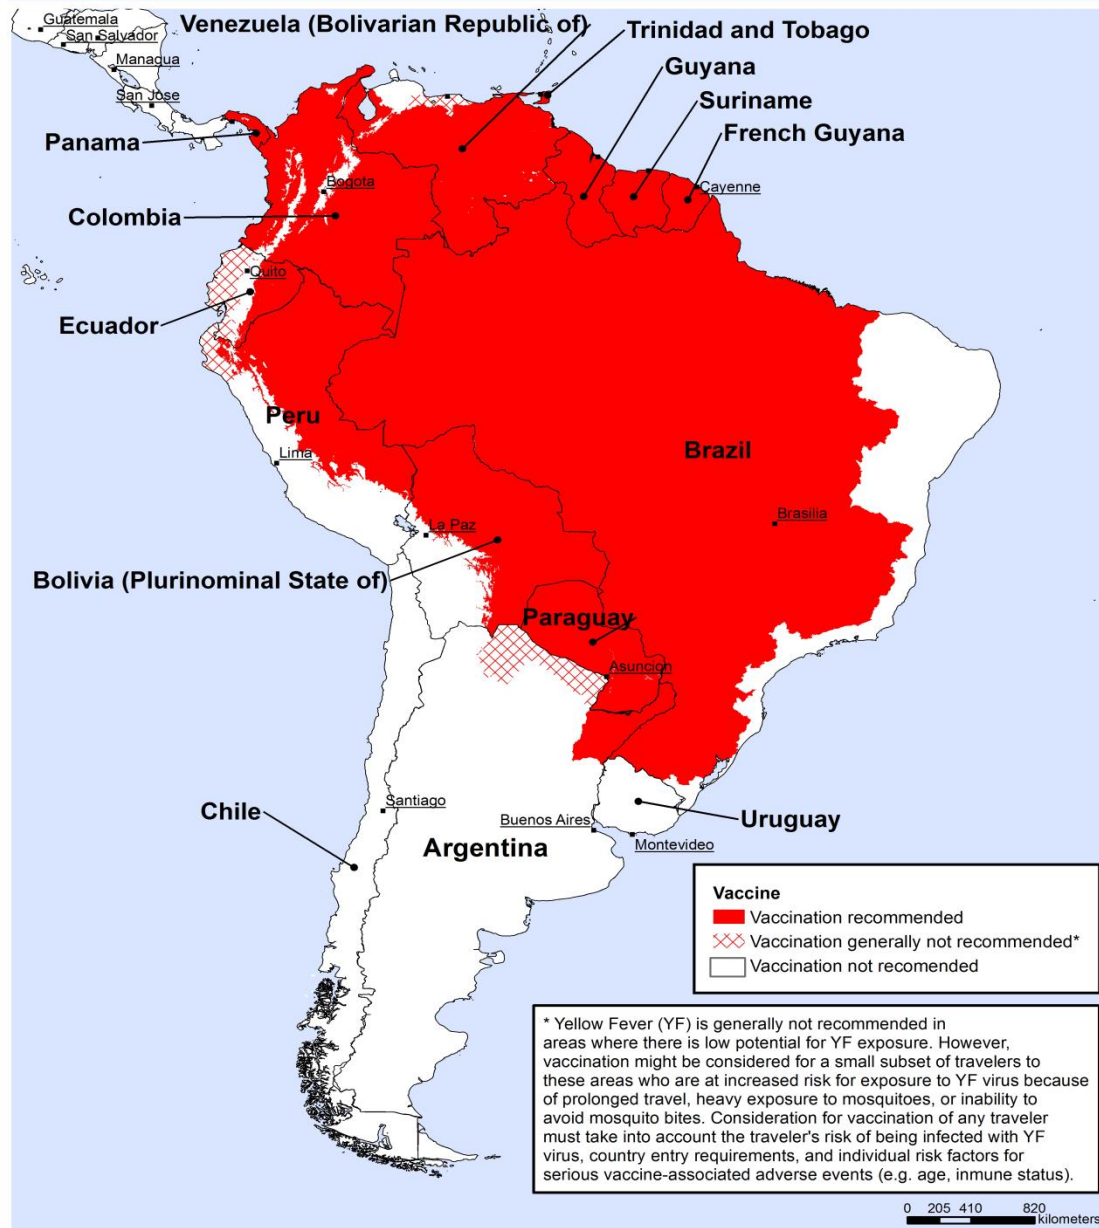 Guatemala
San Salvador
Managua
San Jose
Venezuela (Bolivarian Republic of)
Trinidad and Tobago
Guyana
Suriname
French Guyana
Panama
Cayenne
Bogota
Colombia
Quito
Ecuador
Peru
Lima
Brazil
Brasilia
La Paz
Bolivia (Plurinominal State of)
Paraguay
Asuncion
Santiago
Chile
Buenos Aires
Uruguay
Montevideo
Argentina
Vaccine
Vaccination recommended
Vaccination generally not recommended*
Vaccination not recomended
* Yellow Fever (YF) is generally not recommended in
areas where there is low potential for YF exposure. However,
vaccination might be considered for a small subset of travelers to
these areas who are at increased risk for exposure to YF virus because
of prolonged travel, heavy exposure to mosquitoes, or inability to
avoid mosquito bites. Consideration for vaccination of any traveler
must take into account the traveler's risk of being infected with YF
virus, country entry requirements, and individual risk factors for
serious vaccine-associated adverse events (e.g. age, inmune status).
0 205 410 820
kilometers